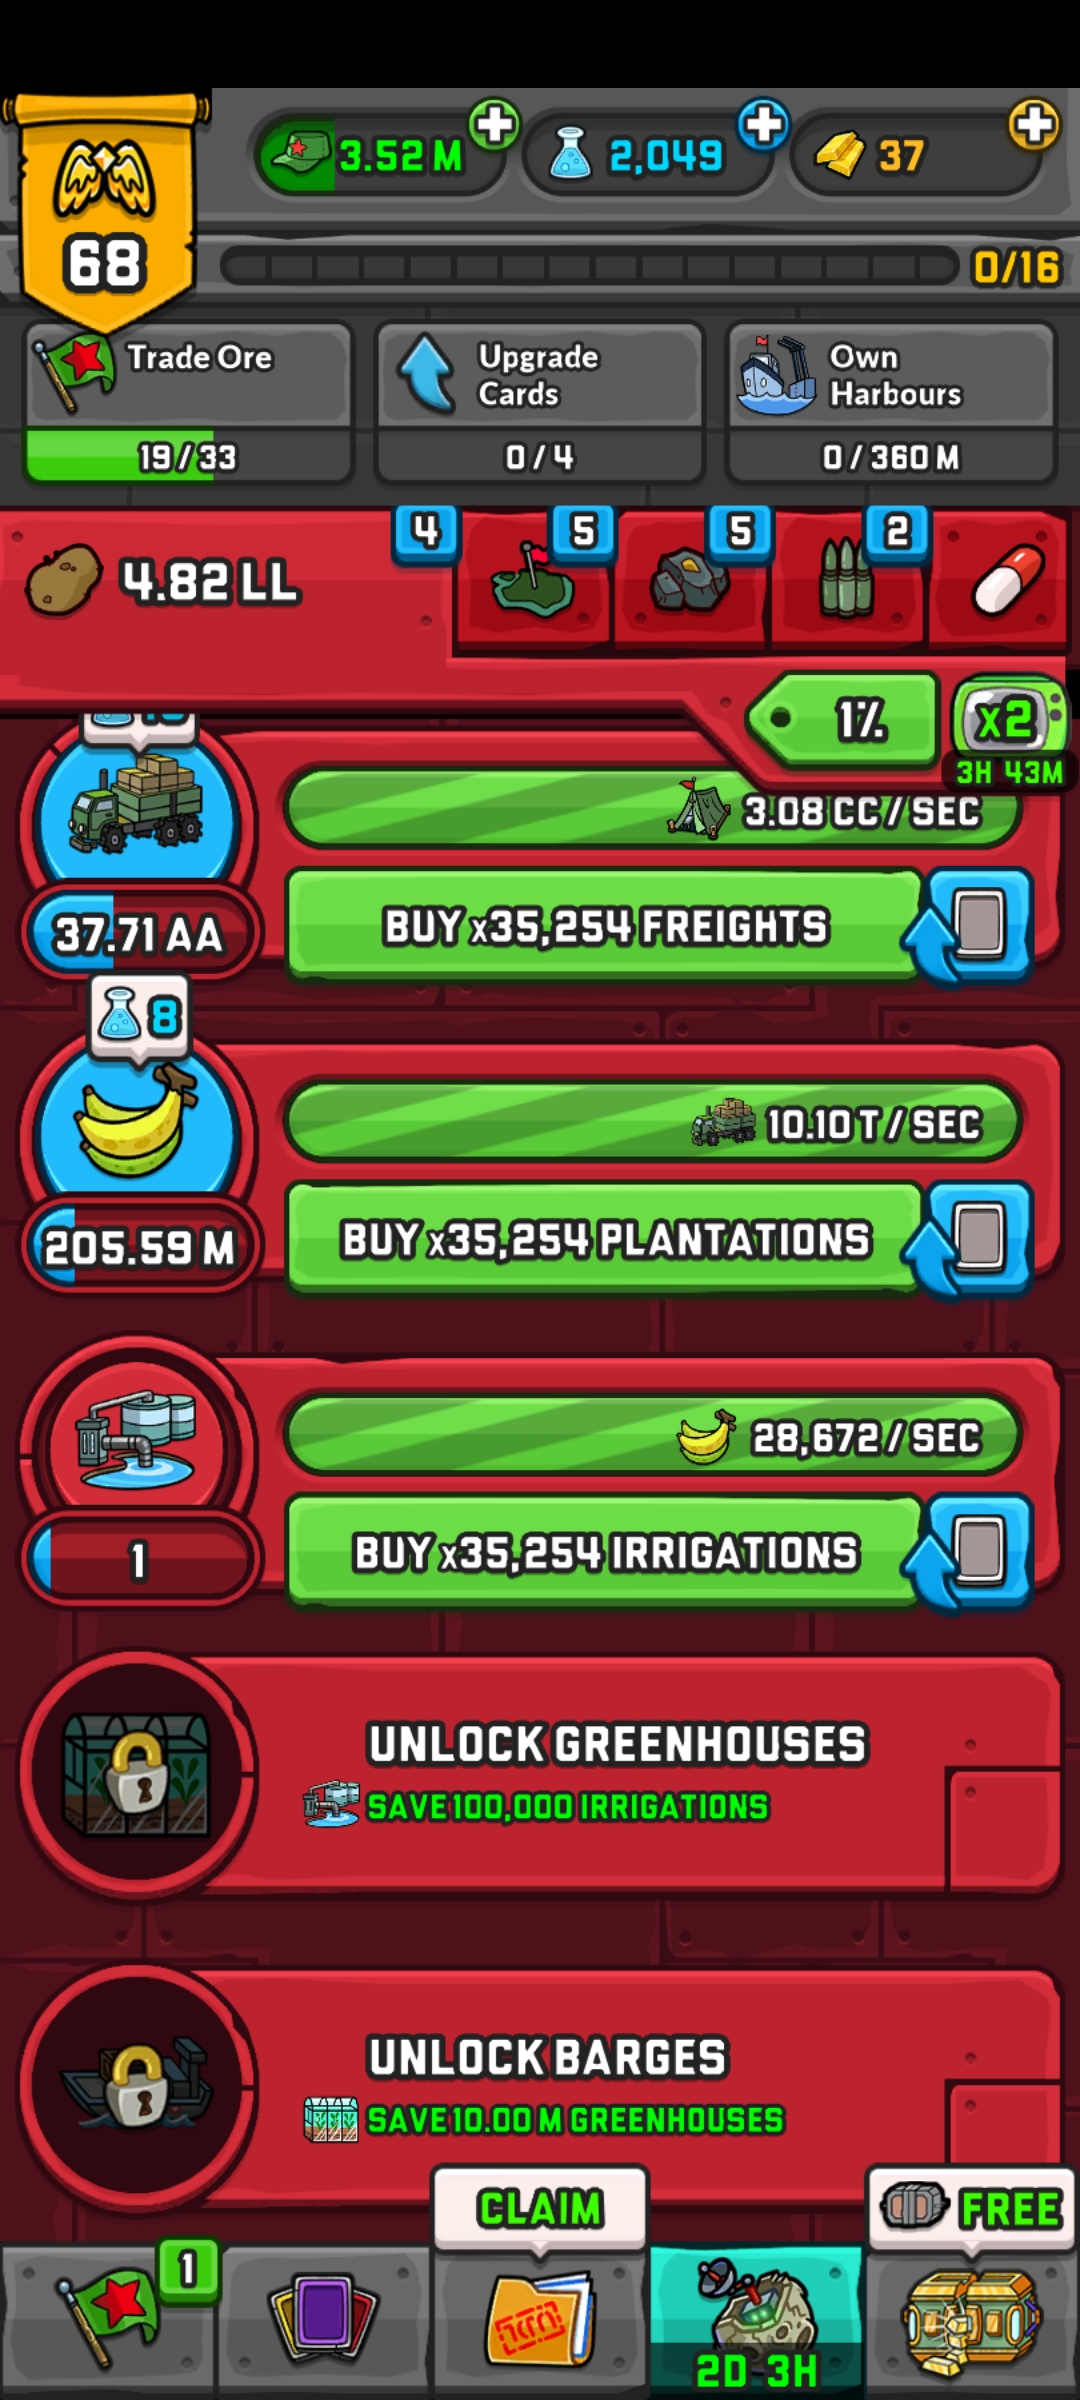 3.52 M
2,049
37
68
0/16
Trade Ore
19/33
Upgrade
Cards
0/4
Own
Harbours
0/360 M
4.82 LL
4
5
5
2
1%
x2
3H 43M
3.08 CC / SEC
37.71 AA
BUY x35,254 FREIGHTS
8
10.10 T / SEC
205.59 M
BUY x35,254 PLANTATIONS
28,672 / SEC
1
BUY x35,254 IRRIGATIONS
UNLOCK GREENHOUSES
SAVE 100,000 IRRIGATIONS
UNLOCK BARGES
SAVE 10.00 M GREENHOUSES
CLAIM
FREE
1
2D 3H